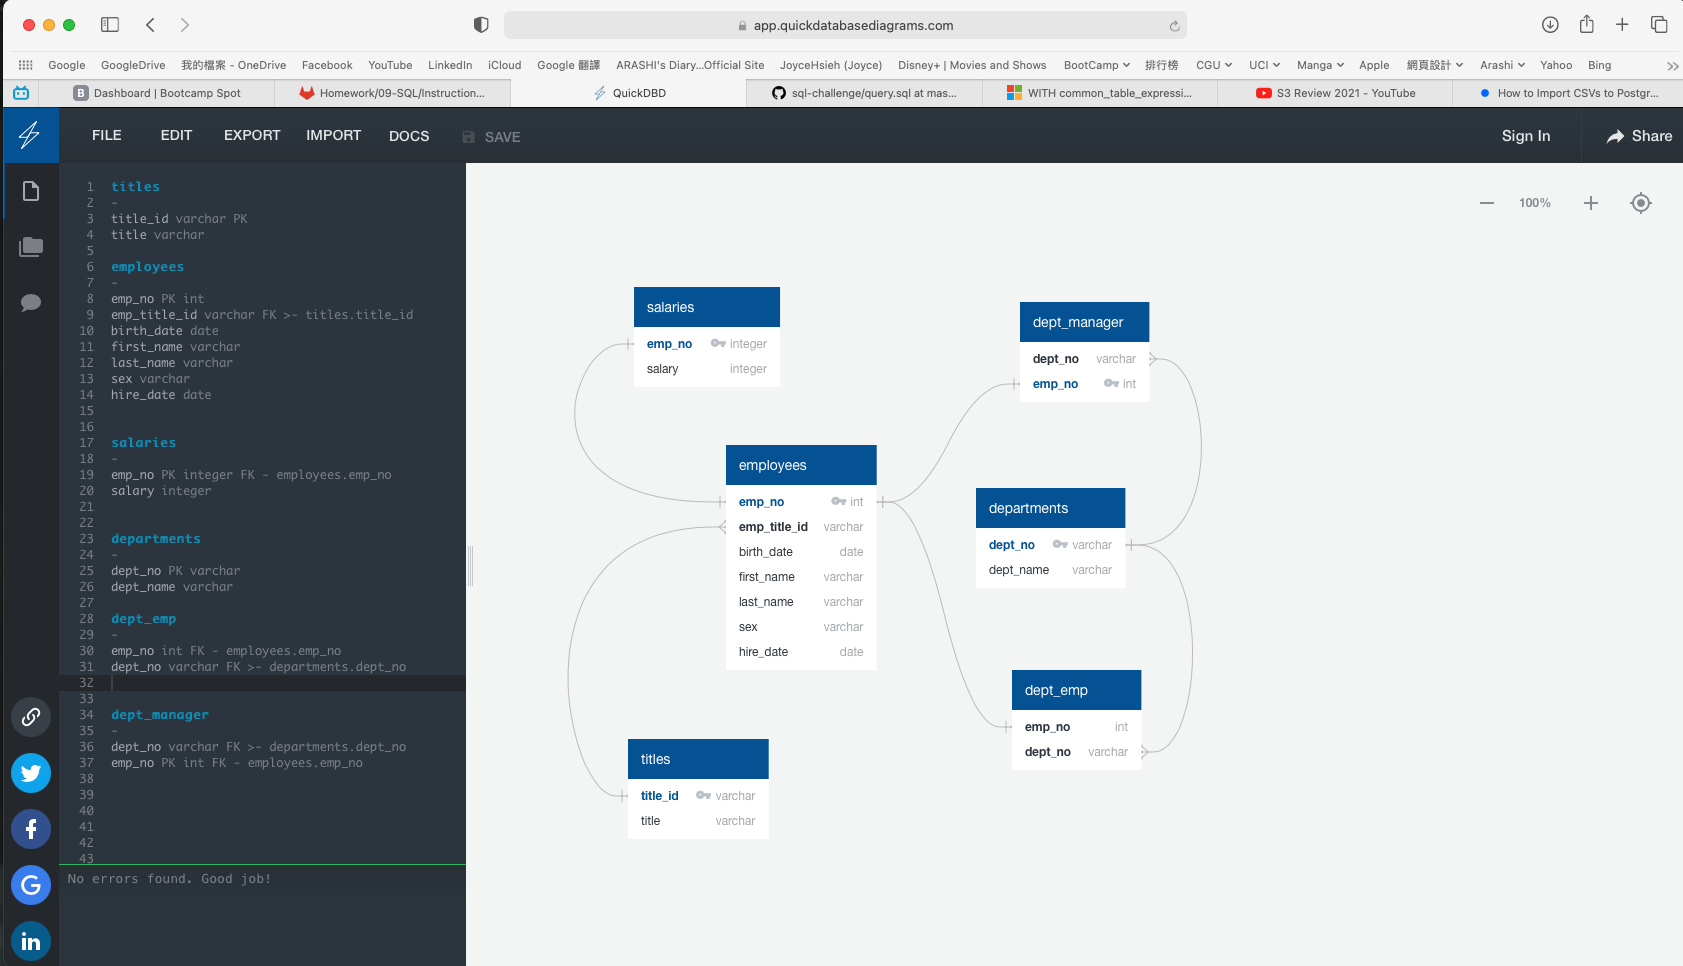 app.quickdatabasediagrams.com
Google GoogleDrive 我的檔案 - OneDrive Facebook YouTube LinkedIn iCloud Google 翻譯 ARASHI's Diary...Official Site JoyceHsieh (Joyce) Disney+ | Movies and Shows BootCamp 排行榜 CGU UCI Manga Apple 網頁設計 Arashi Yahoo Bing
B Dashboard | Bootcamp Spot Homework/09-SQL/Instruction... QuickDBD sql-challenge/query.sql at mas... WITH common_table_expressi... S3 Review 2021 - YouTube How to Import CSVs to Postgr...
FILE EDIT EXPORT IMPORT DOCS SAVE Sign In Share
1 titles
2 -
3 title_id varchar PK
4 title varchar
5
6 employees
7 -
8 emp_no PK int
9 emp_title_id varchar FK >- titles.title_id
10 birth_date date
11 first_name varchar
12 last_name varchar
13 sex varchar
14 hire_date date
15
16
17 salaries
18 -
19 emp_no PK integer FK - employees.emp_no
20 salary integer
21
22
23 departments
24 -
25 dept_no PK varchar
26 dept_name varchar
27
28 dept_emp
29 -
30 emp_no int FK - employees.emp_no
31 dept_no varchar FK >- departments.dept_no
32
33
34 dept_manager
35 -
36 dept_no varchar FK >- departments.dept_no
37 emp_no PK int FK - employees.emp_no
38
39
40
41
42
43
No errors found. Good job!
100%
salaries
emp_no integer
salary integer
dept_manager
dept_no varchar
emp_no int
employees
emp_no int
emp_title_id varchar
birth_date date
first_name varchar
last_name varchar
sex varchar
hire_date date
departments
dept_no varchar
dept_name varchar
dept_emp
emp_no int
dept_no varchar
titles
title_id varchar
title varchar
f
G
in